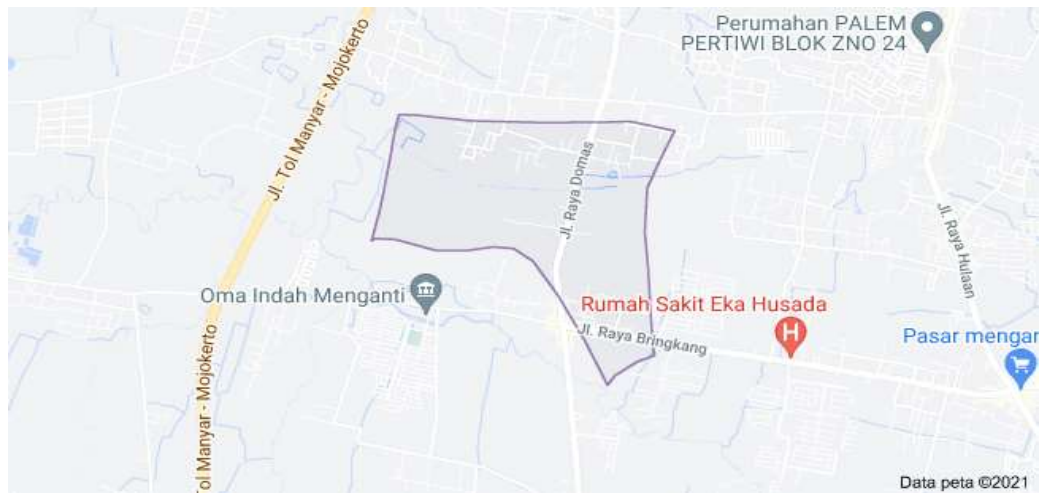 Perumahan PALEM
PERTIWI BLOK ZNO 24
Jl. Tol Manyar - Mojokerto
Jl. Raya Domas
Jl. Raya Hulaan
Oma Indah Menganti
Rumah Sakit Eka Husada
H
Jl. Raya Bringkang
Pasar mengan
Tol Manyar - Mojokerto
Data peta ©2021